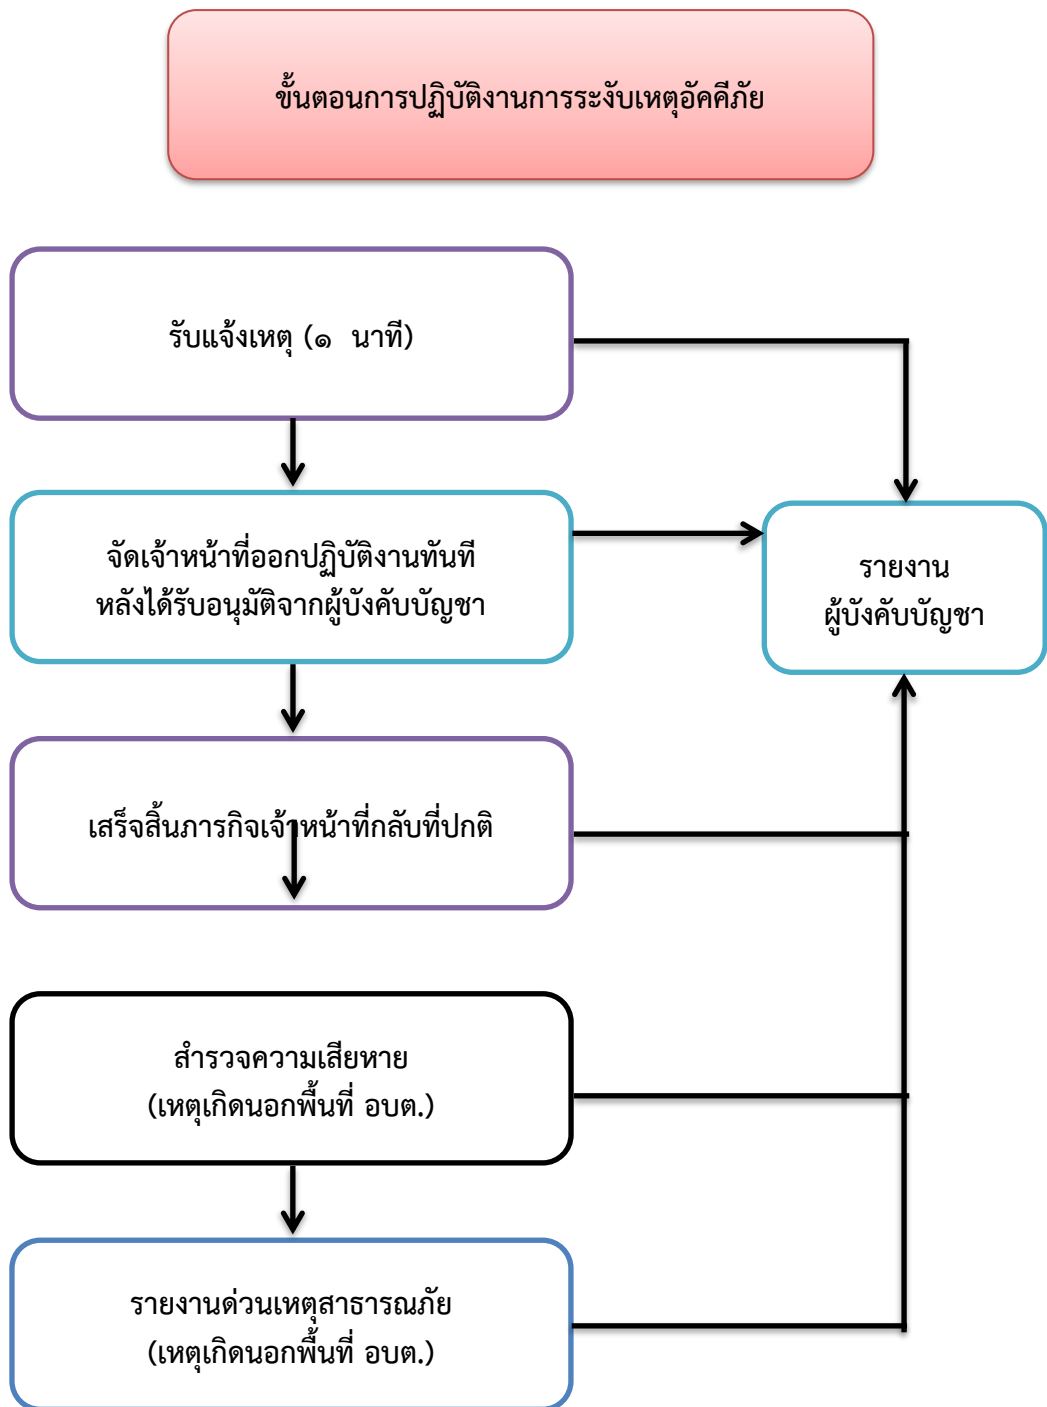 ขั้นตอนการปฏิบัติงานการระงับเหตุอัคคีภัย
รับแจ้งเหตุ (๑ นาที)
จัดเจ้าหน้าที่ออกปฏิบัติงานทันที
หลังได้รับอนุมัติจากผู้บังคับบัญชา
รายงาน
ผู้บังคับบัญชา
เสร็จสิ้นภารกิจเจ้าหน้าที่กลับที่ปกติ
สำรวจความเสียหาย
(เหตุเกิดนอกพื้นที่ อบต.)
รายงานด่วนเหตุสาธารณภัย
(เหตุเกิดนอกพื้นที่ อบต.)